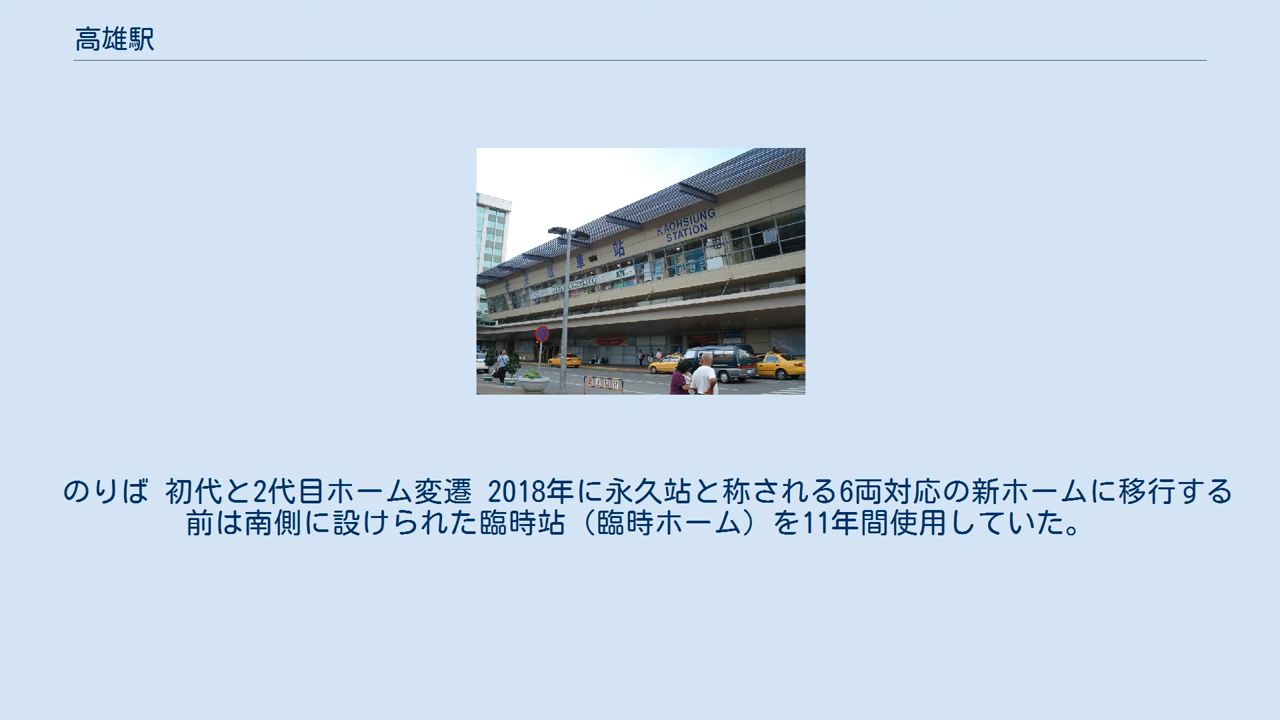 高雄駅
KAOHSIUNG
STATION
車 站
のりば 初代と2代目ホーム変遷 2018年に永久站と称される6両対応の新ホームに移行する
前は南側に設けられた臨時站（臨時ホーム）を11年間使用していた。